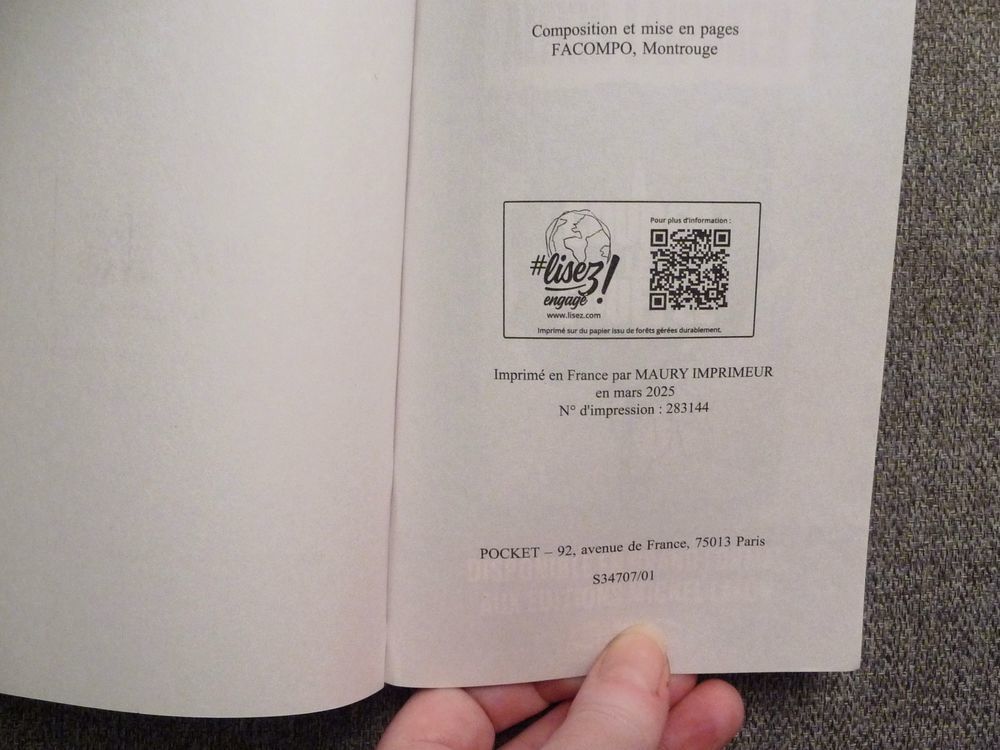 Composition et mise en pages
FACOMPO, Montrouge
Pour plus d'information :
#lisez!
engagé
www.lisez.com
Imprimé sur du papier issu de forêts gérées durablement.
Imprimé en France par MAURY IMPRIMEUR
en mars 2025
N° d'impression : 283144
POCKET – 92, avenue de France, 75013 Paris
S34707/01